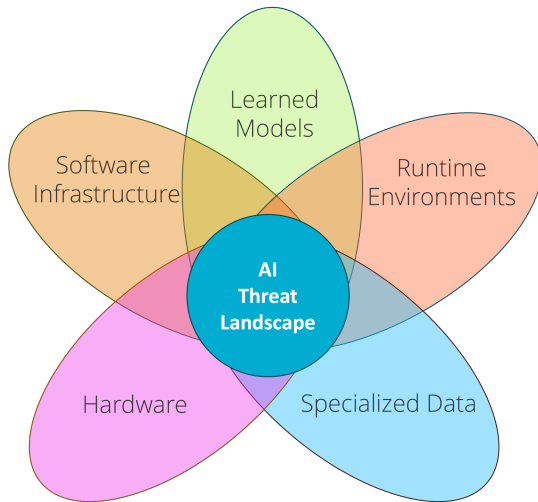 Learned
Models
Software
Infrastructure
Runtime
Environments
AI
Threat
Landscape
Hardware
Specialized Data